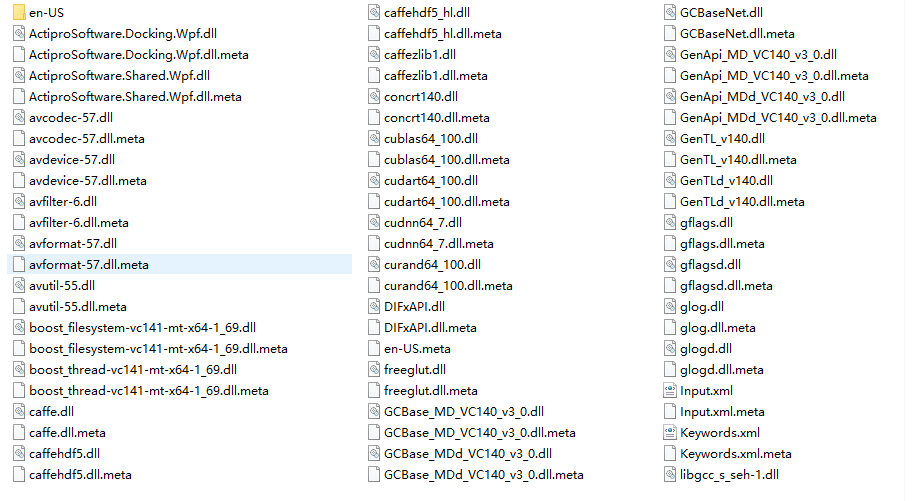 en-US
ActiproSoftware.Docking.Wpf.dll
ActiproSoftware.Docking.Wpf.dll.meta
ActiproSoftware.Shared.Wpf.dll
ActiproSoftware.Shared.Wpf.dll.meta
avcodec-57.dll
avcodec-57.dll.meta
avdevice-57.dll
avdevice-57.dll.meta
avfilter-6.dll
avfilter-6.dll.meta
avformat-57.dll
avformat-57.dll.meta
avutil-55.dll
avutil-55.dll.meta
boost_filesystem-vc141-mt-x64-1_69.dll
boost_filesystem-vc141-mt-x64-1_69.dll.meta
boost_thread-vc141-mt-x64-1_69.dll
boost_thread-vc141-mt-x64-1_69.dll.meta
caffe.dll
caffe.dll.meta
caffehdf5.dll
caffehdf5.dll.meta
caffehdf5_hl.dll
caffehdf5_hl.dll.meta
caffezlib1.dll
caffezlib1.dll.meta
concrt140.dll
concrt140.dll.meta
cublas64_100.dll
cublas64_100.dll.meta
cudart64_100.dll
cudart64_100.dll.meta
cudnn64_7.dll
cudnn64_7.dll.meta
curand64_100.dll
curand64_100.dll.meta
DIFxAPI.dll
DIFxAPI.dll.meta
en-US.meta
freeglut.dll
freeglut.dll.meta
GCBase_MD_VC140_v3_0.dll
GCBase_MD_VC140_v3_0.dll.meta
GCBase_MDd_VC140_v3_0.dll
GCBase_MDd_VC140_v3_0.dll.meta
GCBaseNet.dll
GCBaseNet.dll.meta
GenApi_MD_VC140_v3_0.dll
GenApi_MD_VC140_v3_0.dll.meta
GenApi_MDd_VC140_v3_0.dll
GenApi_MDd_VC140_v3_0.dll.meta
GenTL_v140.dll
GenTL_v140.dll.meta
GenTLd_v140.dll
GenTLd_v140.dll.meta
gflags.dll
gflags.dll.meta
gflagsd.dll
gflagsd.dll.meta
glog.dll
glog.dll.meta
glogd.dll
glogd.dll.meta
Input.xml
Input.xml.meta
Keywords.xml
Keywords.xml.meta
libgcc_s_seh-1.dll